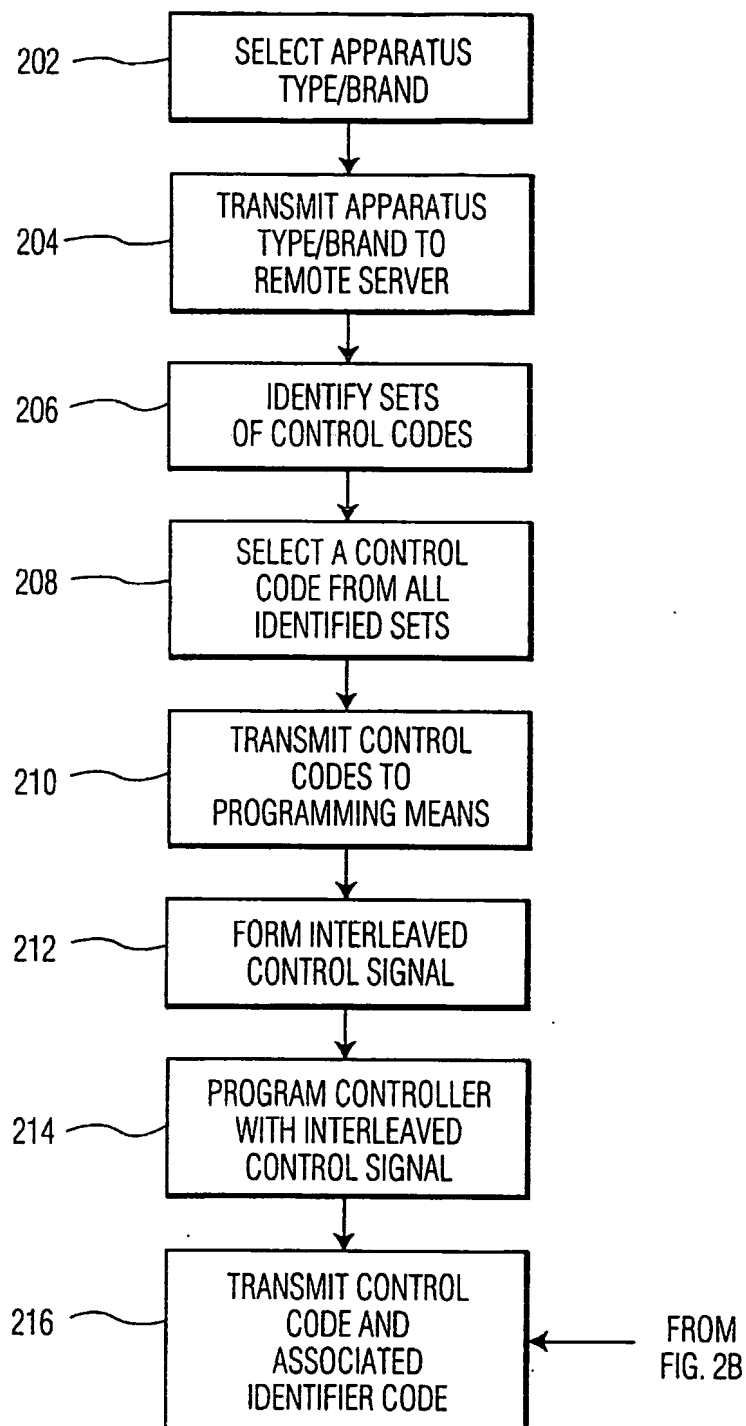 202
SELECT APPARATUS
TYPE/BRAND
204
TRANSMIT APPARATUS
TYPE/BRAND TO
REMOTE SERVER
206
IDENTIFY SETS
OF CONTROL CODES
208
SELECT A CONTROL
CODE FROM ALL
IDENTIFIED SETS
210
TRANSMIT CONTROL
CODES TO
PROGRAMMING MEANS
212
FORM INTERLEAVED
CONTROL SIGNAL
214
PROGRAM CONTROLLER
WITH INTERLEAVED
CONTROL SIGNAL
216
TRANSMIT CONTROL
CODE AND
ASSOCIATED
IDENTIFIER CODE
FROM
FIG. 2B